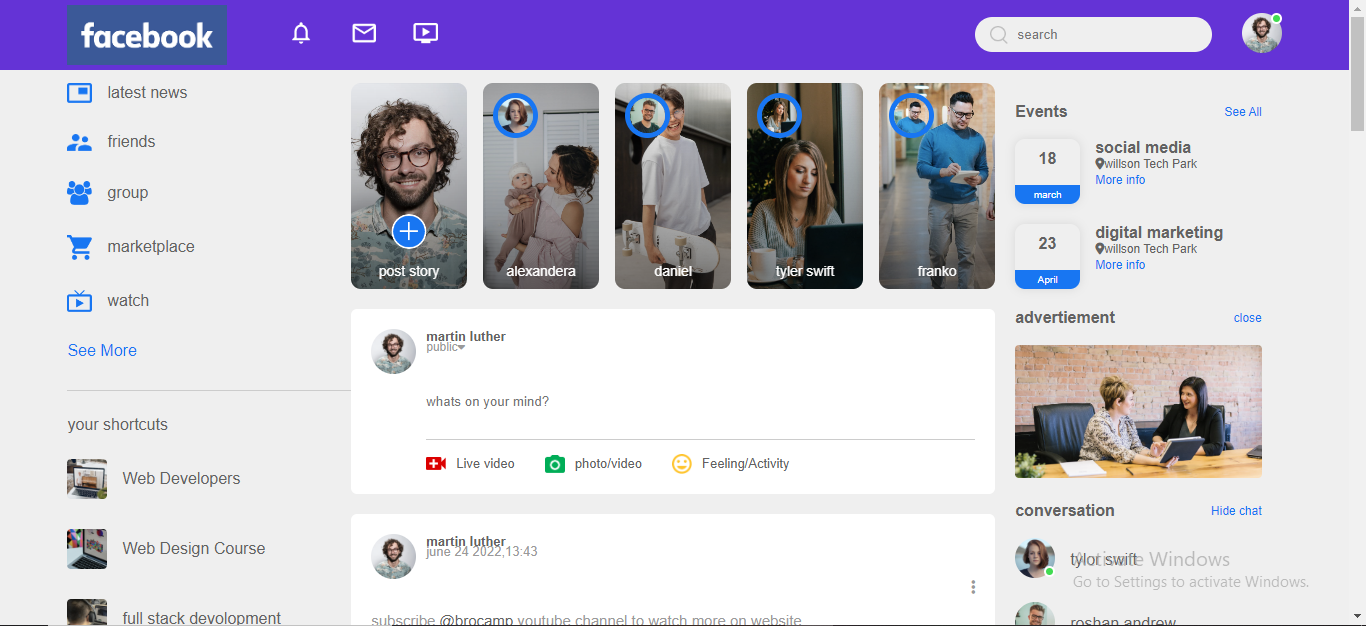 facebook
search
latest news
friends
group
marketplace
watch
See More
your shortcuts
Web Developers
Web Design Course
full stack devolopment
post story
alexandera
daniel
tyler swift
franko
martin luther
public
whats on your mind?
Live video
photo/video
Feeling/Activity
martin luther
june 24 2022,13:43
subscribe @brocamp youtube channel to watch more on website
Events
See All
18
march
social media
willson Tech Park
More info
23
April
digital marketing
willson Tech Park
More info
advertiement
close
conversation
Hide chat
tylor swift
Activate Windows
Go to Settings to activate Windows.
roshan andrew